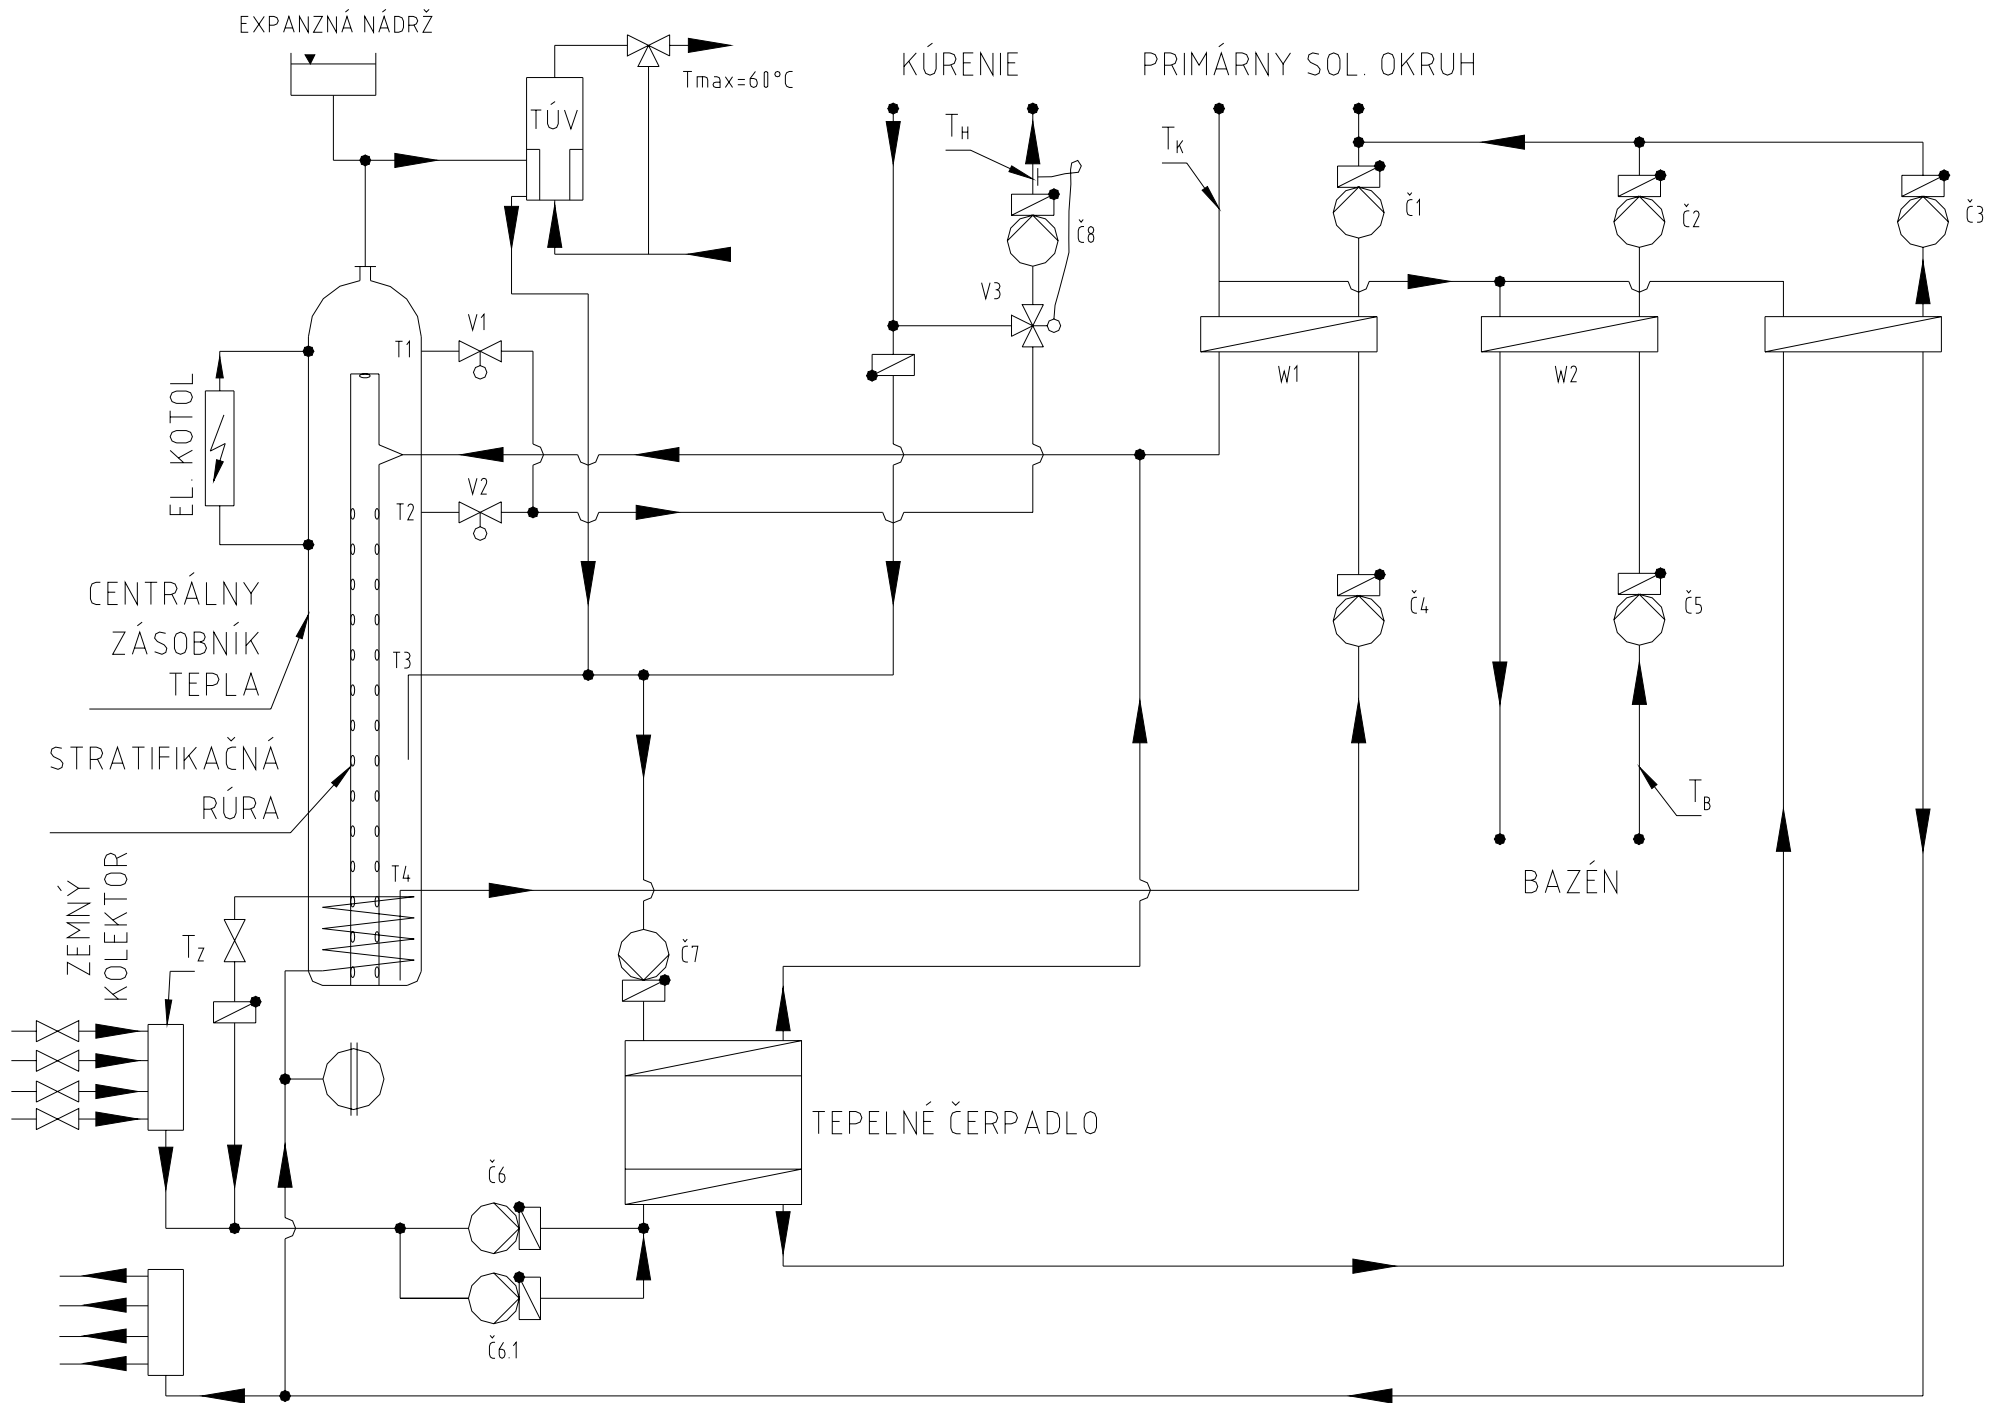 EXPANZNÁ NÁDRŽ
TÚV
Tmax=60°C
KÚRENIE
PRIMÁRNY SOL. OKRUH
TH
TK
Č1
Č2
Č3
Č8
V3
V1
T1
W1
W2
EL. KOTOL
V2
T2
CENTRÁLNY
ZÁSOBNÍK
TEPLA
Č4
Č5
T3
STRATIFIKAČNÁ
RÚRA
TB
T4
BAZÉN
ZEMNÝ
KOLEKTOR
TZ
Č7
TEPELNÉ ČERPADLO
Č6
Č6.1